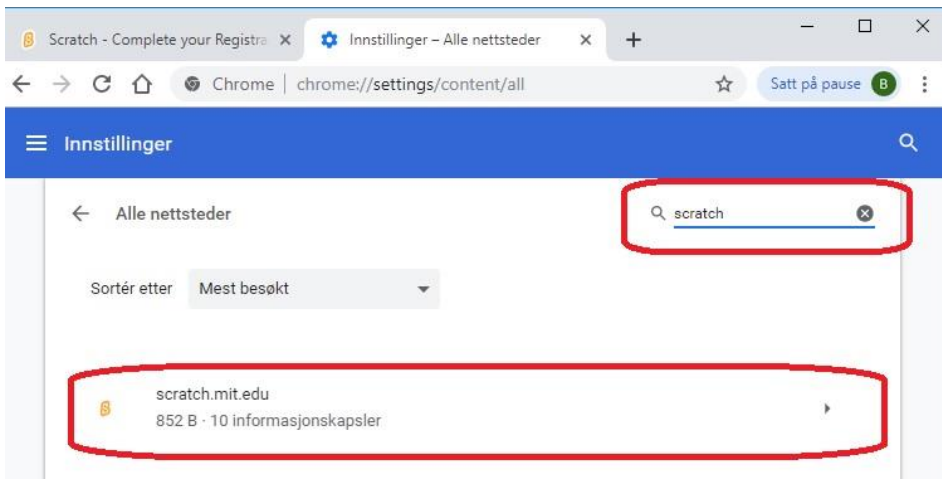 Scratch - Complete your Registra
Innstillinger – Alle nettsteder
Chrome | chrome://settings/content/all
Satt på pause B
Innstillinger
Alle nettsteder
scratch
Sortér etter Mest besøkt
scratch.mit.edu
852 B · 10 informasjonskapsler